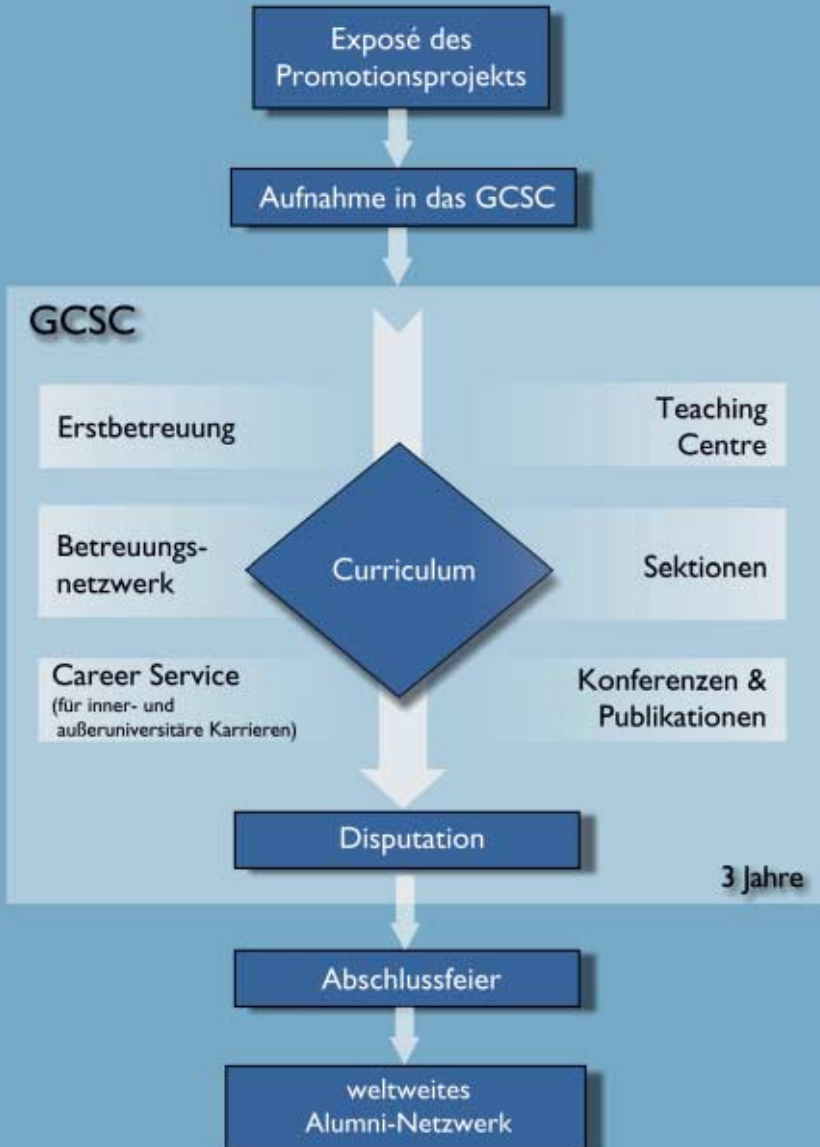 Exposé des
Promotionsprojekts
Aufnahme in das GCSC
GCSC
Erstbetreuung
Teaching
Centre
Betreuungs-
netzwerk
Curriculum
Sektionen
Career Service
(für inner- und
außeruniversitäre Karrieren)
Konferenzen &
Publikationen
Disputation
3 Jahre
Abschlussfeier
weltweites
Alumni-Netzwerk